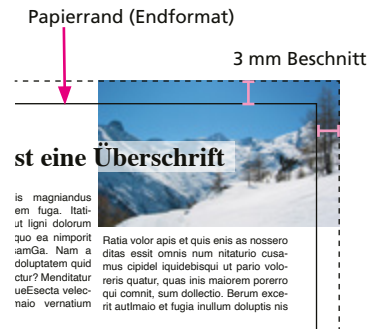 Papierrand (Endformat)
3 mm Beschnitt
st eine Überschrift
is magniandus
em fuga. Itati-
ut ligni dolorum
quo ea nimporit
amGa. Nam a
doluptatem quid
ctur? Menditur
ueEsecta velec-
maio vernatium
Ratia volor apis et quis enis as nossero
ditas essit omnis num nitaturio cusa-
mus cipidel iquidebisqui ut pario volo-
reris quatur, quas inis maiorem porerro
qui comnit, sum dollectio. Berum exce-
rit autlmaio et fugia inullum doluptis nis